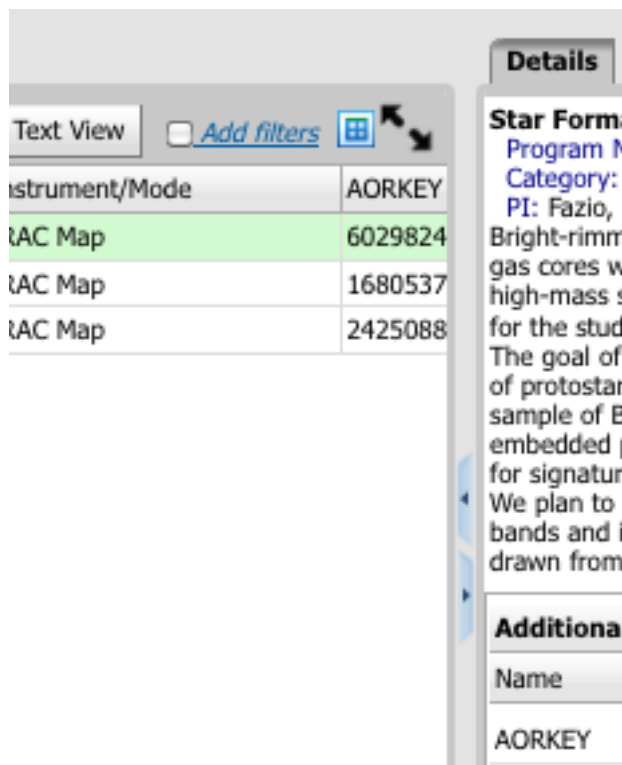 Text View Add filters
nstrument/Mode AORKEY
RAC Map 6029824
RAC Map 1680537
RAC Map 2425088
Details
Star Forma
Program N
Category:
PI: Fazio,
Bright-rimm
gas cores w
high-mass s
for the stud
The goal of
of protostar
sample of B
embedded p
for signatur
We plan to
bands and i
drawn from
Additiona
Name
AORKEY